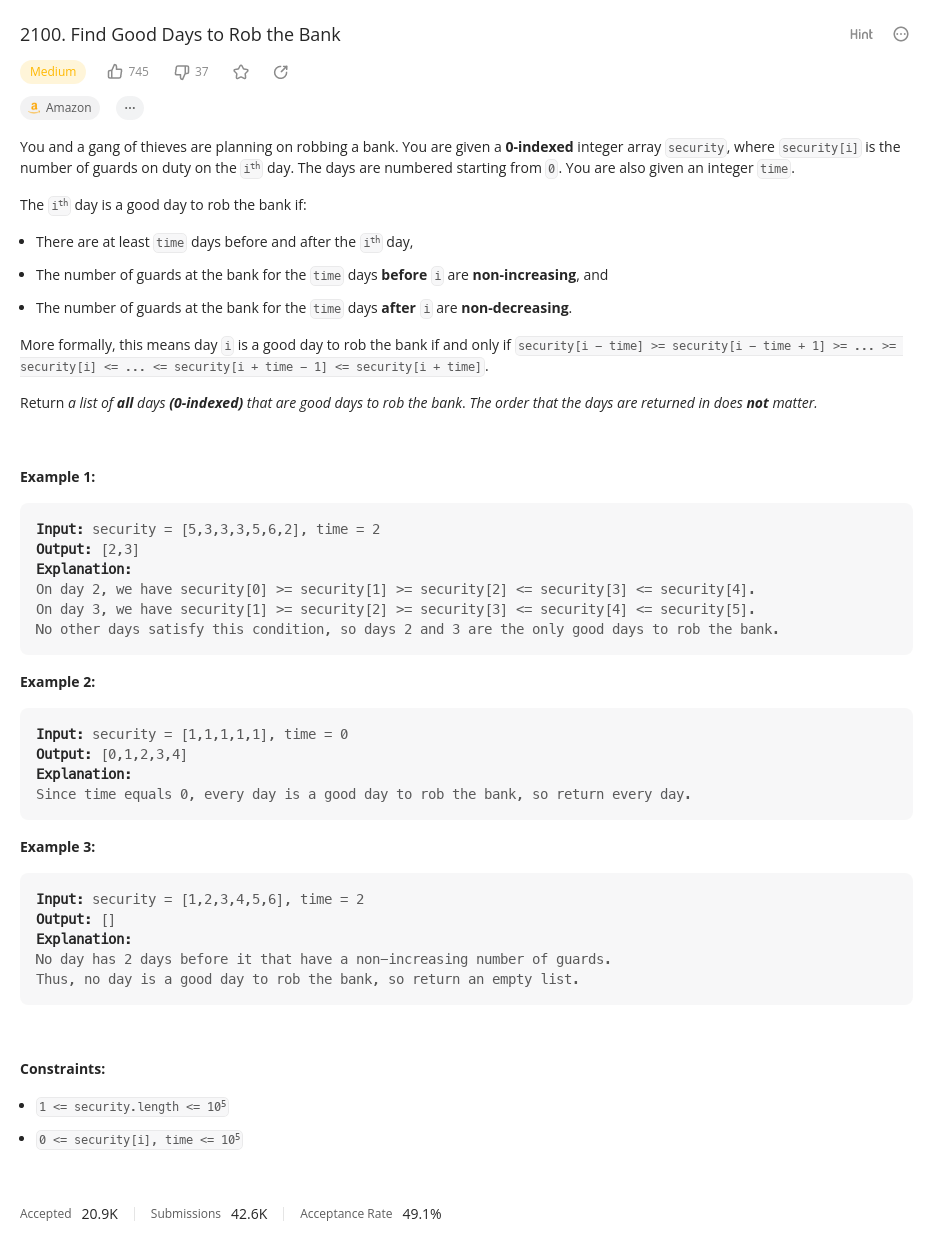 2100. Find Good Days to Rob the Bank
Hint
Medium
745
37
Amazon
...
You and a gang of thieves are planning on robbing a bank. You are given a 0-indexed integer array security, where security[i] is the
number of guards on duty on the ith day. The days are numbered starting from 0. You are also given an integer time.
The ith day is a good day to rob the bank if:
• There are at least time days before and after the ith day,
• The number of guards at the bank for the time days before i are non-increasing, and
• The number of guards at the bank for the time days after i are non-decreasing.
More formally, this means day i is a good day to rob the bank if and only if security[i − time] >= security[i − time + 1] >= ... >=
security[i] <= ... <= security[i + time − 1] <= security[i + time].
Return a list of all days (0-indexed) that are good days to rob the bank. The order that the days are returned in does not matter.
Example 1:
Input: security = [5,3,3,3,5,6,2], time = 2
Output: [2,3]
Explanation:
On day 2, we have security[0] >= security[1] >= security[2] <= security[3] <= security[4].
On day 3, we have security[1] >= security[2] >= security[3] <= security[4] <= security[5].
No other days satisfy this condition, so days 2 and 3 are the only good days to rob the bank.
Example 2:
Input: security = [1,1,1,1,1], time = 0
Output: [0,1,2,3,4]
Explanation:
Since time equals 0, every day is a good day to rob the bank, so return every day.
Example 3:
Input: security = [1,2,3,4,5,6], time = 2
Output: []
Explanation:
No day has 2 days before it that have a non−increasing number of guards.
Thus, no day is a good day to rob the bank, so return an empty list.
Constraints:
• 1 <= security.length <= 10⁵
• 0 <= security[i], time <= 10⁵
Accepted 20.9K Submissions 42.6K Acceptance Rate 49.1%